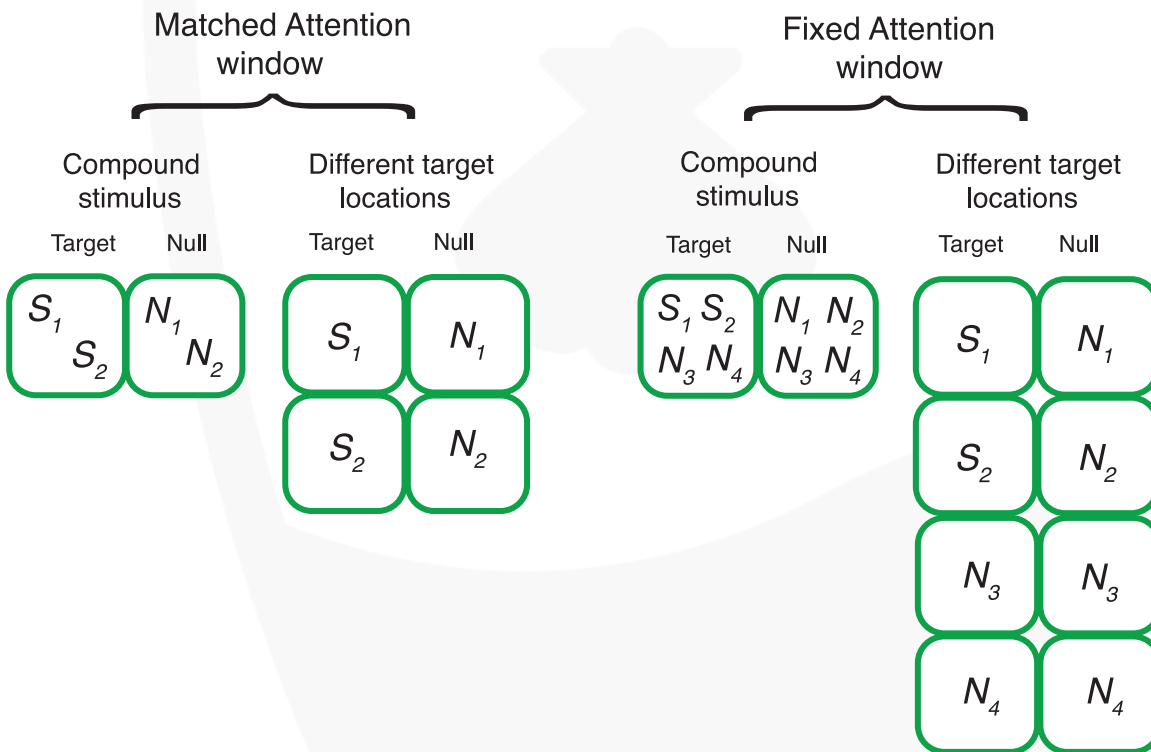 Matched Attention
window
Compound
stimulus
Different target
locations
Target Null
Target Null
S1
S2
N1
N2
S1
N1
S2
N2
Fixed Attention
window
Compound
stimulus
Different target
locations
Target Null
Target Null
S1 S2
N3 N4
N1 N2
N3 N4
S1
N1
S2
N2
N3
N3
N4
N4